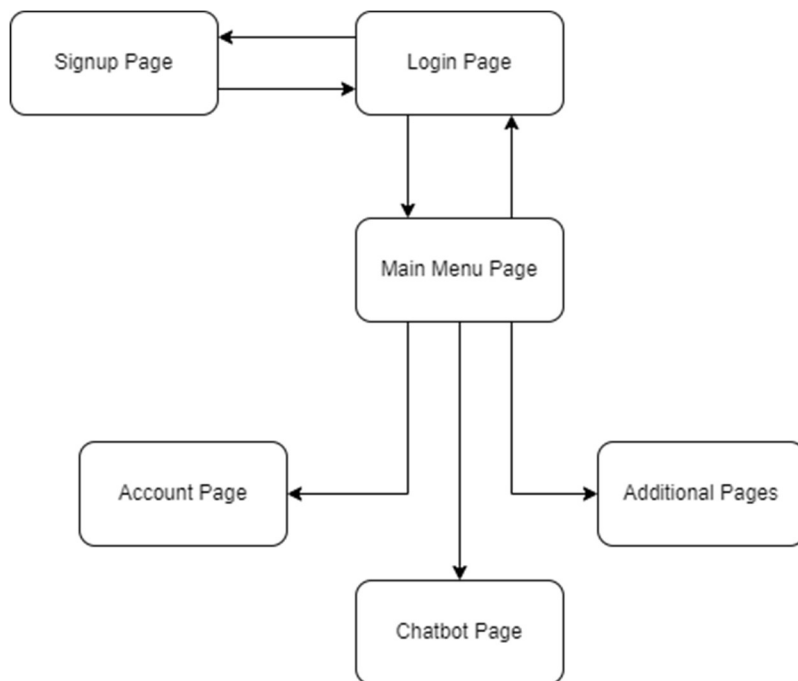 Signup Page
Login Page
Main Menu Page
Account Page
Additional Pages
Chatbot Page